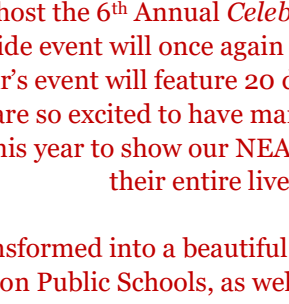 host the 6th Annual Celeb
ide event will once again
r's event will feature 20
are so excited to have ma
his year to show our NEA
their entire live
nsformed into a beautiful
on Public Schools, as wel